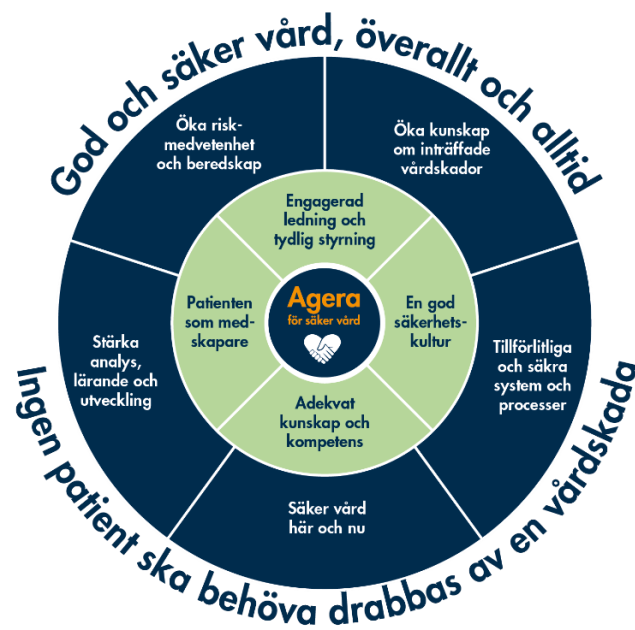 God och säker vård, överallt och alltid
Öka risk-
medvetenhet
och beredskap
Öka kunskap
om inträffade
vårdskador
Engagerad
ledning och
tydlig styrning
Patienten
som med-
skapare
Agera
för säker vård
En god
säkerhets-
kultur
Stärka
analys,
lärande och
utveckling
Tillförlitliga
och säkra
system och
processer
Adekvat
kunskap och
kompetens
Säker vård
här och nu
Ingen patient ska behöva drabbas av en vårdskada